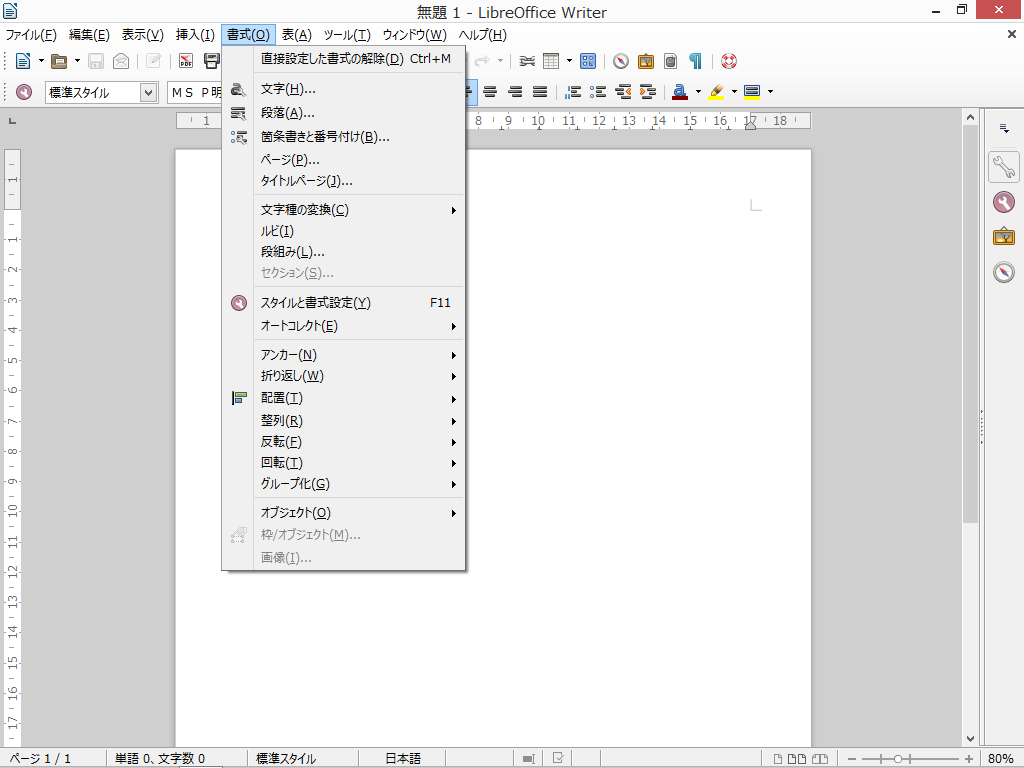 無題 1 - LibreOffice Writer
ファイル(F) 編集(E) 表示(V) 挿入(I) 書式(O) 表(A) ツール(T) ウィンドウ(W) ヘルプ(H)
直接設定した書式の解除(D) Ctrl+M
標準スタイル ＭＳ Ｐ明
文字(H)...
段落(A)...
箇条書きと番号付け(B)...
ページ(P)...
タイトルページ(J)...
文字種の変換(C)
ルビ(I)
段組み(L)...
セクション(S)...
スタイルと書式設定(Y) F11
オートコレクト(E)
アンカー(N)
折り返し(W)
配置(T)
整列(R)
反転(F)
回転(T)
グループ化(G)
オブジェクト(O)
枠/オブジェクト(M)...
画像(I)...
1 8 9 10 11 12 13 14 15 16 17 18
1
1
2
3
4
5
6
7
8
9
10
11
12
13
14
15
16
17
ページ 1 / 1 単語 0、文字数 0 標準スタイル 日本語 80%